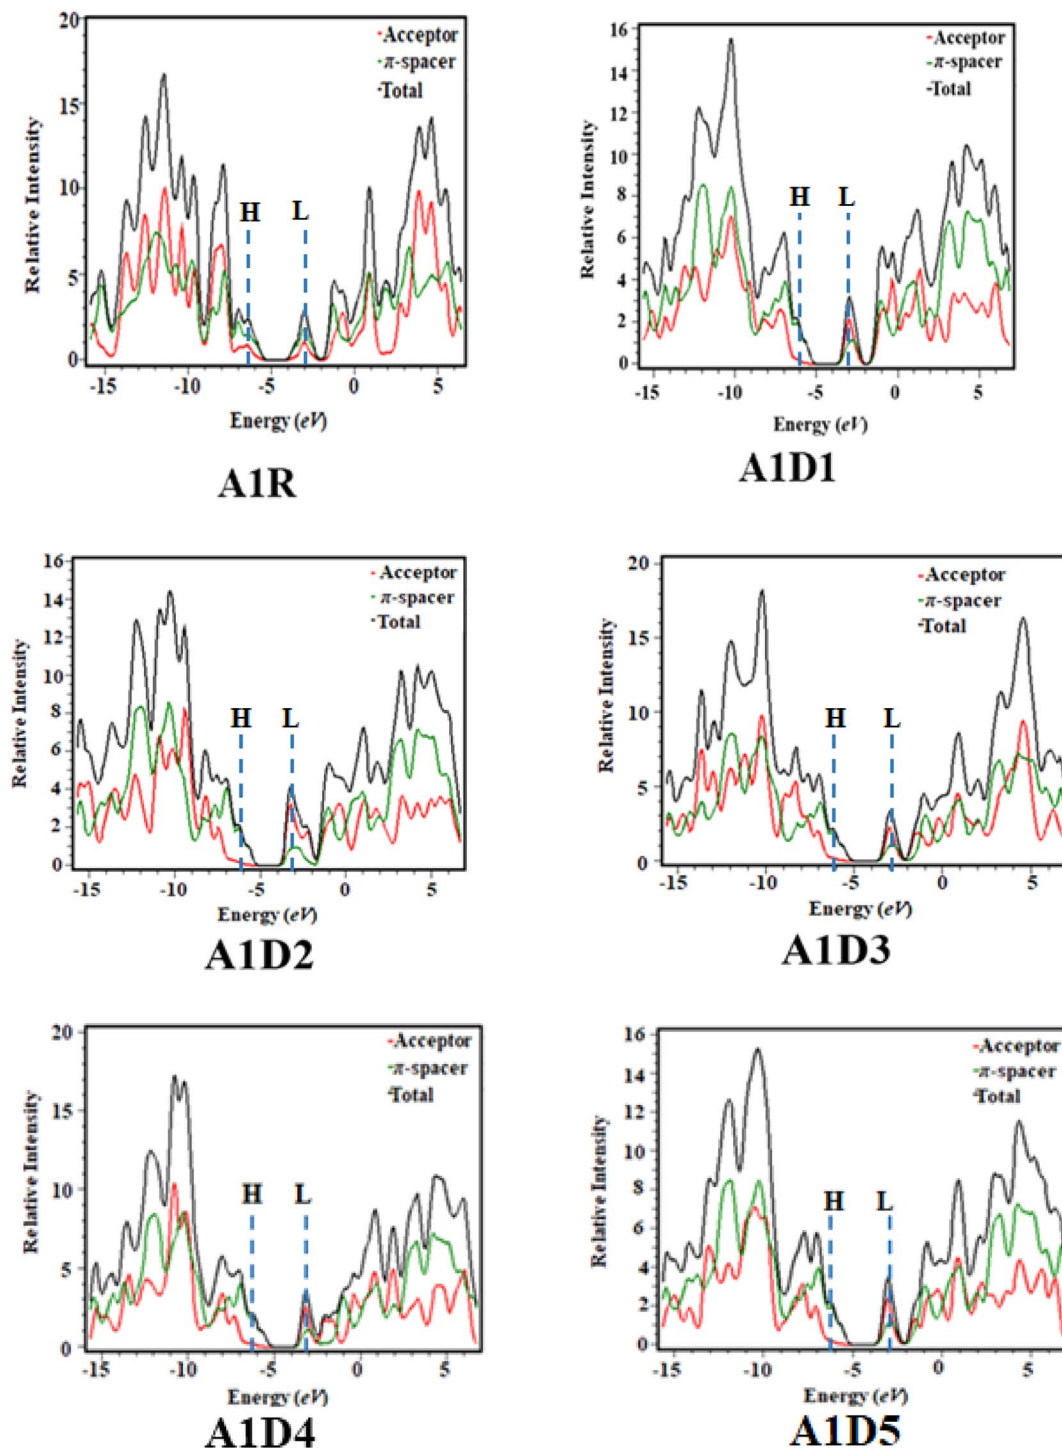 20
15
10
5
0
Relative Intensity
Acceptor
π-spacer
Total
H
L
-15
-10
-5
0
5
Energy (eV)
A1R
16
14
12
10
8
6
4
2
0
Relative Intensity
Acceptor
π-spacer
Total
H
L
-15
-10
-5
0
5
Energy (eV)
A1D1
16
14
12
10
8
6
4
2
0
Relative Intensity
Acceptor
π-spacer
Total
H
L
-15
-10
-5
0
5
Energy (eV)
A1D2
20
15
10
5
0
Relative Intensity
Acceptor
π-spacer
Total
H
L
-15
-10
-5
0
5
Energy (eV)
A1D3
20
15
10
5
0
Relative Intensity
Acceptor
π-spacer
Total
H
L
-15
-10
-5
0
5
Energy (eV)
A1D4
16
14
12
10
8
6
4
2
0
Relative Intensity
Acceptor
π-spacer
Total
H
L
-15
-10
-5
0
5
Energy (eV)
A1D5